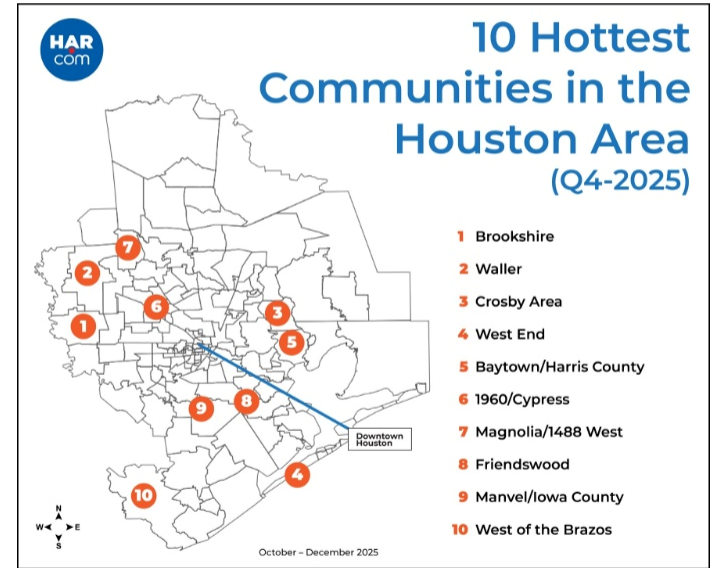 HAR
com
10 Hottest
Communities in the
Houston Area
(Q4-2025)
1 Brookshire
2 Waller
3 Crosby Area
4 West End
5 Baytown/Harris County
6 1960/Cypress
7 Magnolia/1488 West
8 Friendswood
9 Manvel/Iowa County
10 West of the Brazos
7
2
6
3
1
5
8
9
Downtown
Houston
4
10
N
W E
S
October – December 2025